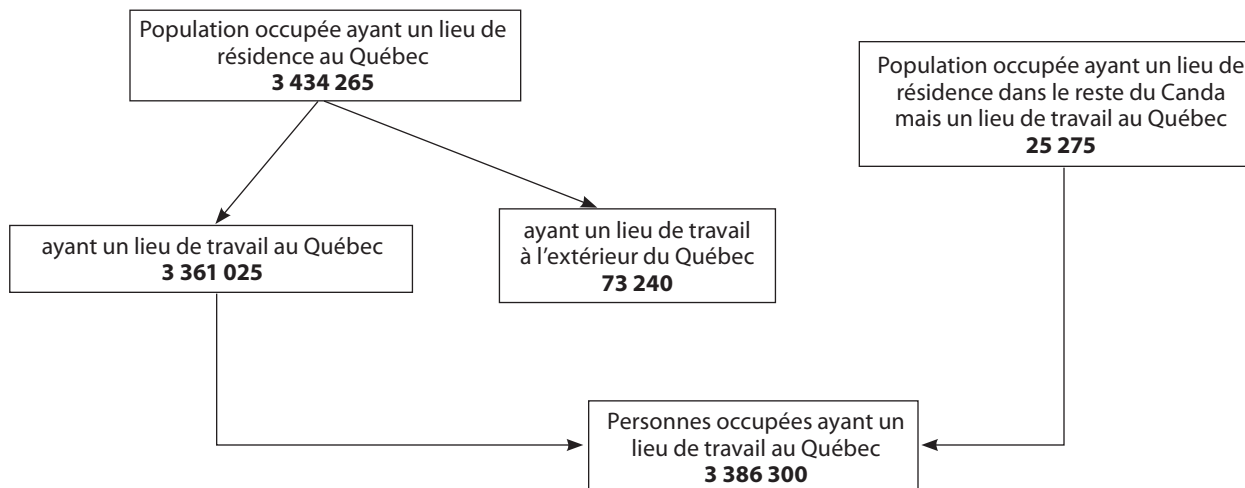 Population occupée ayant un lieu de
résidence au Québec
3 434 265
Population occupée ayant un lieu de
résidence dans le reste du Canda
mais un lieu de travail au Québec
25 275
ayant un lieu de travail au Québec
3 361 025
ayant un lieu de travail
à l’extérieur du Québec
73 240
Personnes occupées ayant un
lieu de travail au Québec
3 386 300